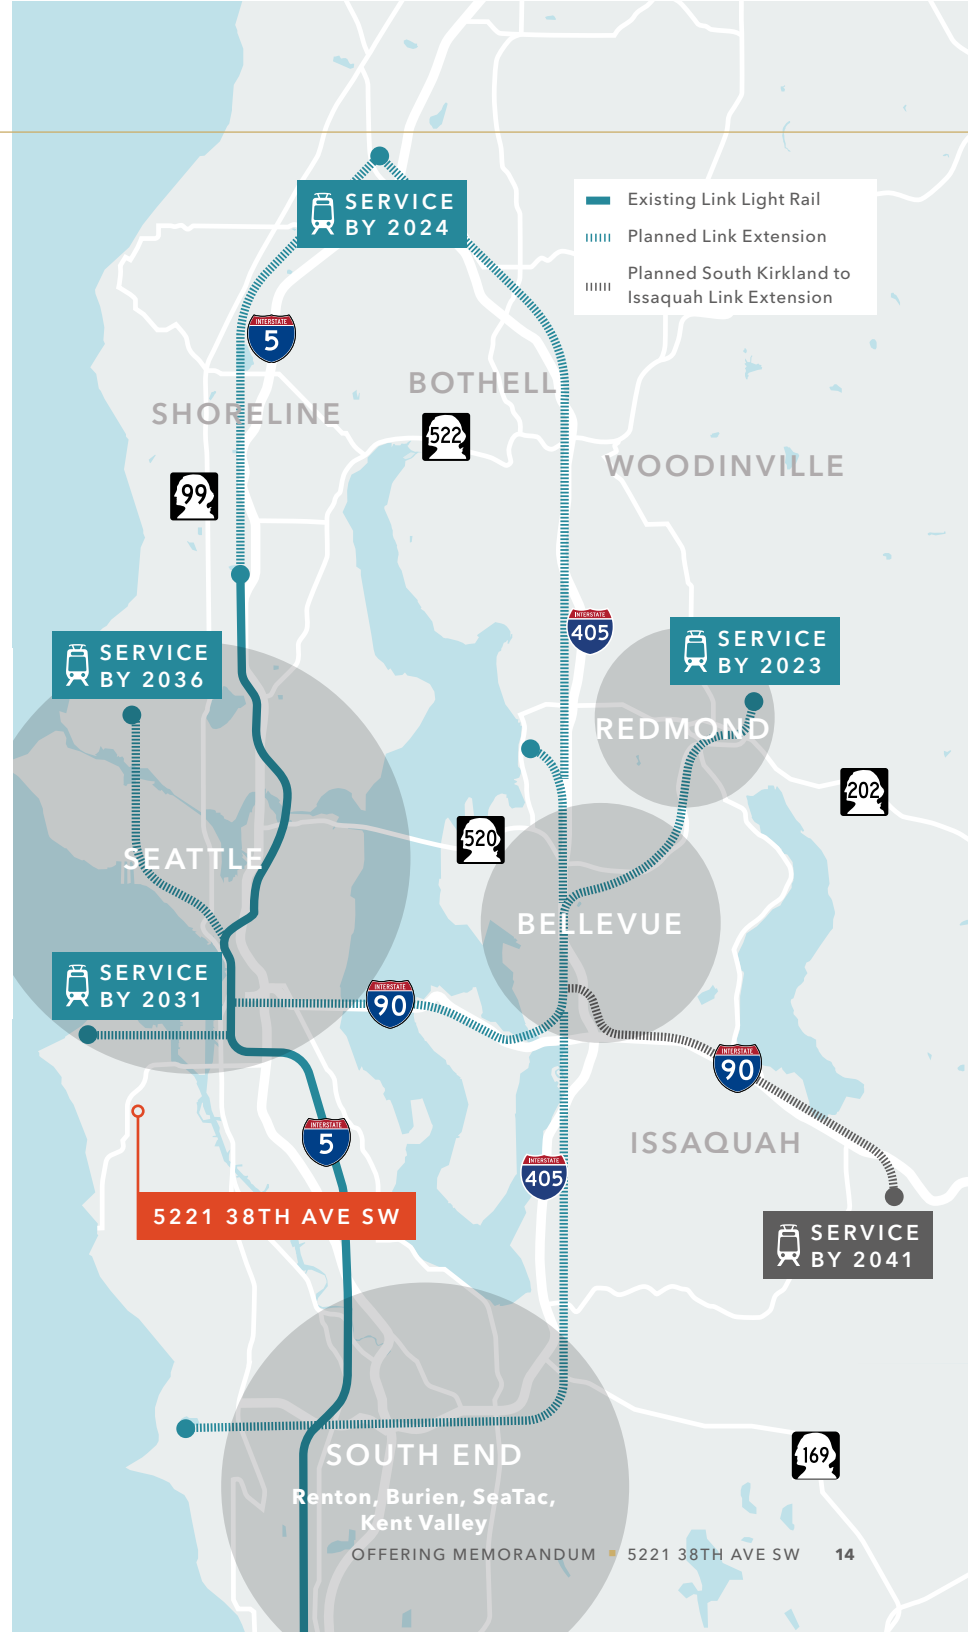 SERVICE
BY 2024
Existing Link Light Rail
Planned Link Extension
Planned South Kirkland to
Issaquah Link Extension
INTERSTATE
5
BOTHELL
SHORELINE
522
WOODINVILLE
99
INTERSTATE
405
SERVICE
BY 2036
SERVICE
BY 2023
REDMOND
202
520
SEATTLE
BELLEVUE
SERVICE
BY 2031
INTERSTATE
90
INTERSTATE
90
INTERSTATE
5
ISSAQUAH
INTERSTATE
405
5221 38TH AVE SW
SERVICE
BY 2041
SOUTH END
169
Renton, Burien, SeaTac,
Kent Valley
OFFERING MEMORANDUM ▪ 5221 38TH AVE SW 14